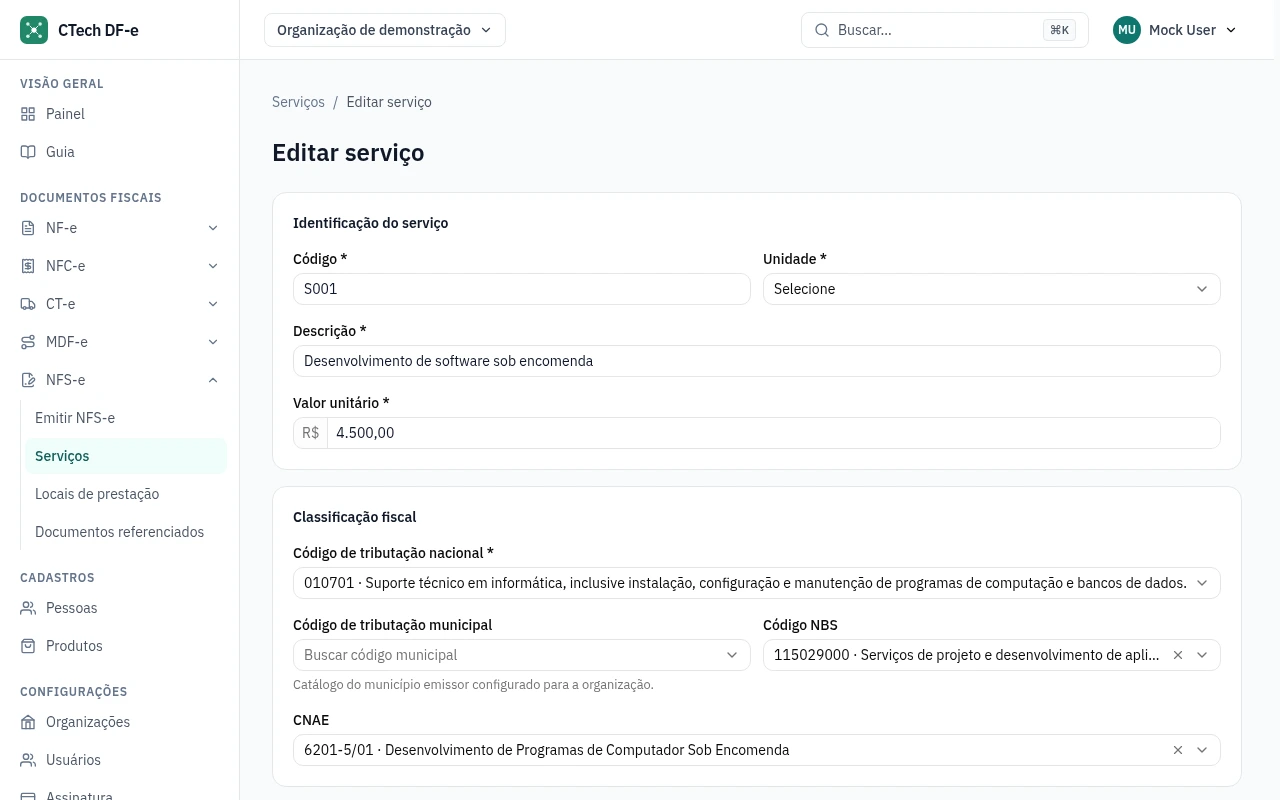 CTech DF-e
Organização de demonstração
Buscar...
⌘K
MU
Mock User
VISÃO GERAL
Painel
Guia
DOCUMENTOS FISCAIS
NF-e
NFC-e
CT-e
MDF-e
NFS-e
Emitir NFS-e
Serviços
Locais de prestação
Documentos referenciados
CADASTROS
Pessoas
Produtos
CONFIGURAÇÕES
Organizações
Usuários
Assinatura
Serviços / Editar serviço
Editar serviço
Identificação do serviço
Código *
Unidade *
S001
Selecione
Descrição *
Desenvolvimento de software sob encomenda
Valor unitário *
R$ 4.500,00
Classificação fiscal
Código de tributação nacional *
010701 · Suporte técnico em informática, inclusive instalação, configuração e manutenção de programas de computação e bancos de dados.
Código de tributação municipal
Código NBS
Buscar código municipal
115029000 · Serviços de projeto e desenvolvimento de apli...
Catálogo do município emissor configurado para a organização.
CNAE
6201-5/01 · Desenvolvimento de Programas de Computador Sob Encomenda